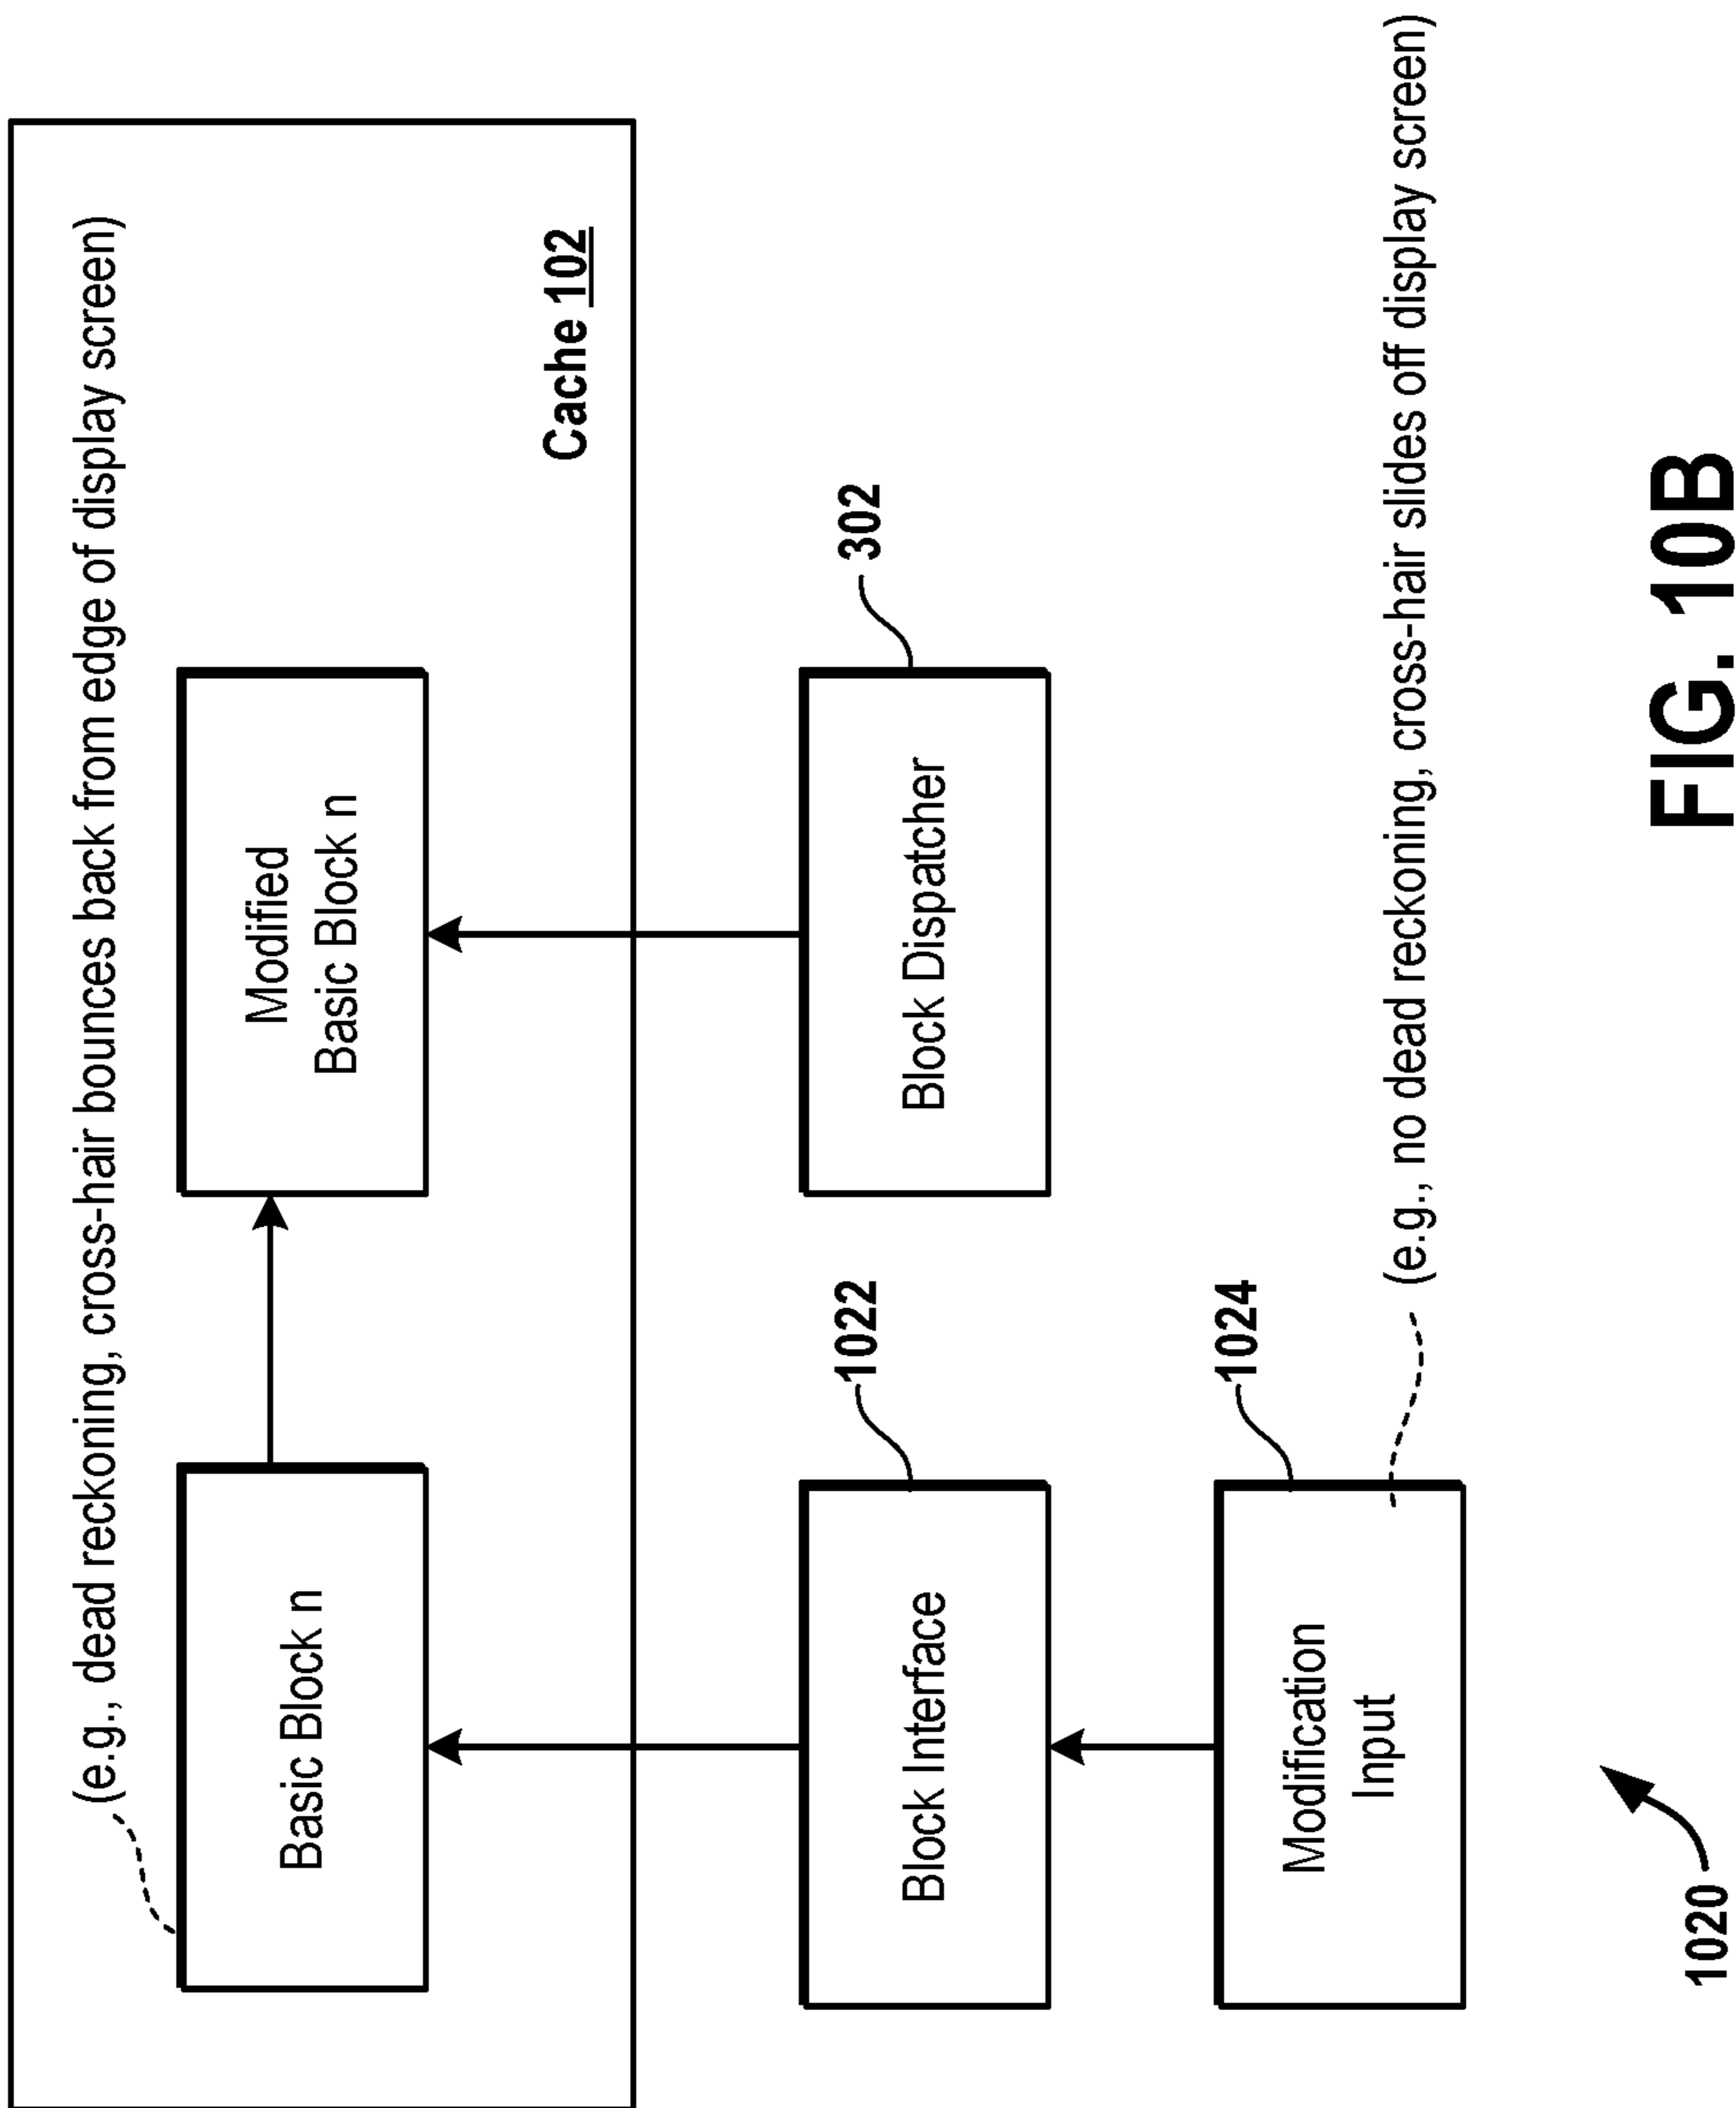 (e.g., dead reckoning, cross-hair bounces back from edge of display screen)
Basic Block n
Modified
Basic Block n
Cache 102
1022
302
Block Interface
Block Dispatcher
1024
Modification
Input
(e.g., no dead reckoning, cross-hair slides off display screen)
1020
FIG. 10B